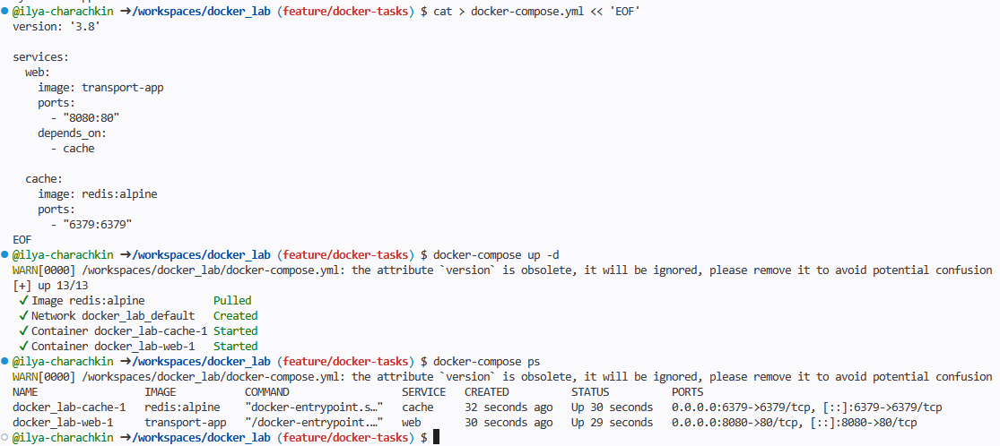 @ilya-charachkin ➜/workspaces/docker_lab (feature/docker-tasks) $ cat > docker-compose.yml << 'EOF'
version: '3.8'

services:
  web:
    image: transport-app
    ports:
      - "8080:80"
    depends_on:
      - cache

  cache:
    image: redis:alpine
    ports:
      - "6379:6379"
EOF
@ilya-charachkin ➜/workspaces/docker_lab (feature/docker-tasks) $ docker-compose up -d
WARN[0000] /workspaces/docker_lab/docker-compose.yml: the attribute `version` is obsolete, it will be ignored, please remove it to avoid potential confusion
[+] up 13/13
 ✔ Image redis:alpine         Pulled
 ✔ Network docker_lab_default   Created
 ✔ Container docker_lab-cache-1 Started
 ✔ Container docker_lab-web-1   Started
@ilya-charachkin ➜/workspaces/docker_lab (feature/docker-tasks) $ docker-compose ps
WARN[0000] /workspaces/docker_lab/docker-compose.yml: the attribute `version` is obsolete, it will be ignored, please remove it to avoid potential confusion
NAME                 IMAGE           COMMAND                  SERVICE   CREATED          STATUS          PORTS
docker_lab-cache-1   redis:alpine    "docker-entrypoint.s…"   cache     32 seconds ago   Up 30 seconds   0.0.0.0:6379->6379/tcp, [::]:6379->6379/tcp
docker_lab-web-1     transport-app   "/docker-entrypoint.…"   web       30 seconds ago   Up 29 seconds   0.0.0.0:8080->80/tcp, [::]:8080->80/tcp
@ilya-charachkin ➜/workspaces/docker_lab (feature/docker-tasks) $